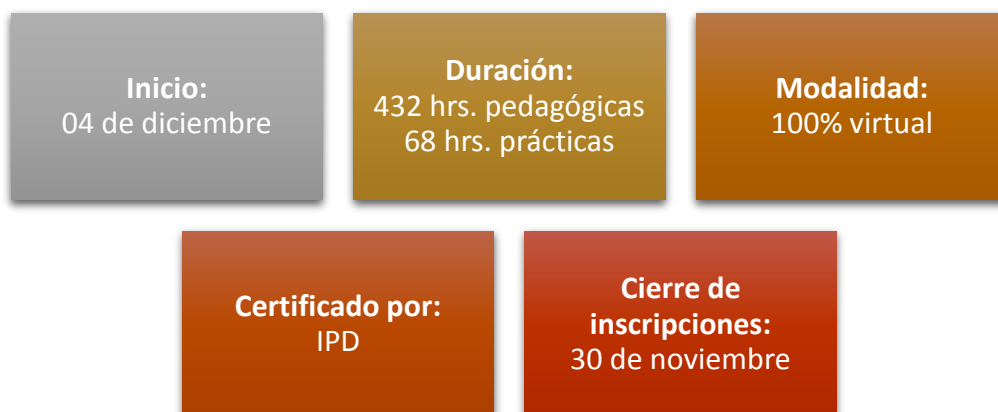 Inicio:
04 de diciembre
Duración:
432 hrs. pedagógicas
68 hrs. prácticas
Modalidad:
100% virtual
Certificado por:
IPD
Cierre de
inscripciones:
30 de noviembre